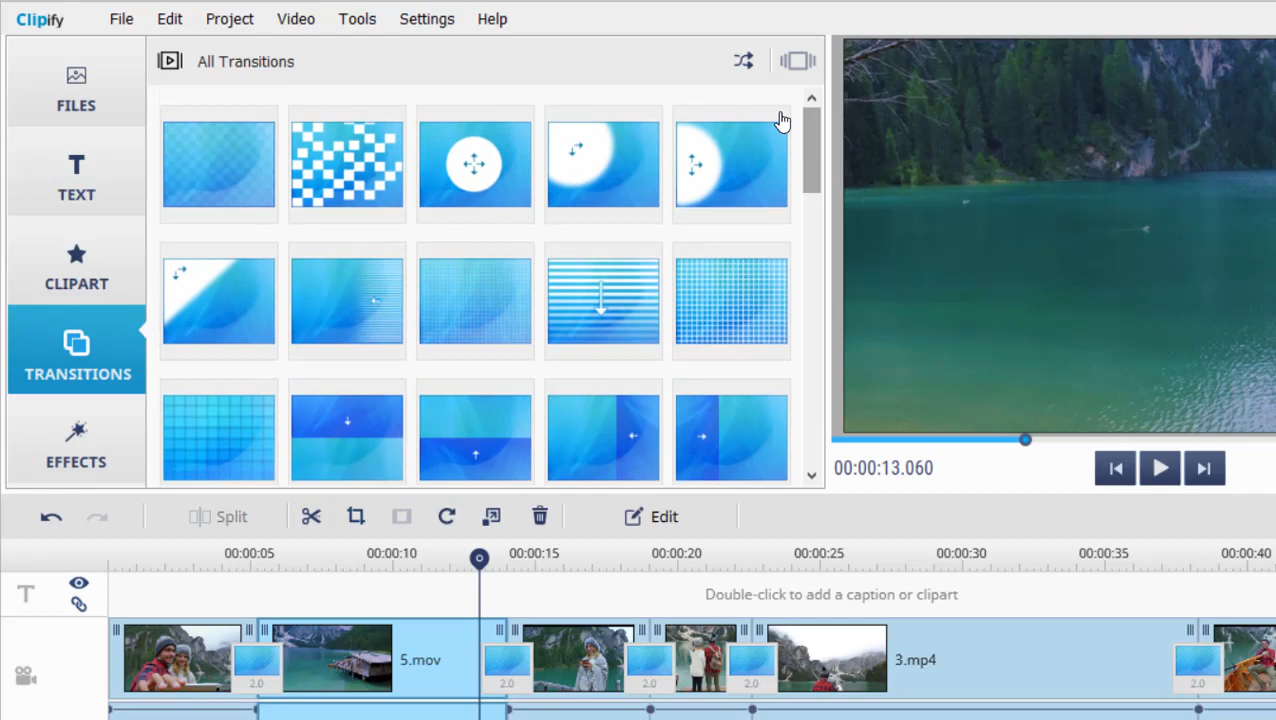 Clipify File Edit Project Video Tools Settings Help
FILES
TEXT
CLIPART
TRANSITIONS
EFFECTS
All Transitions
00:00:13.060
Split
Edit
00:00:05 00:00:10 00:00:15 00:00:20 00:00:25 00:00:30 00:00:35 00:00:40
T Double-click to add a caption or clipart
5.mov 3.mp4
2.0 2.0 2.0 2.0 2.0